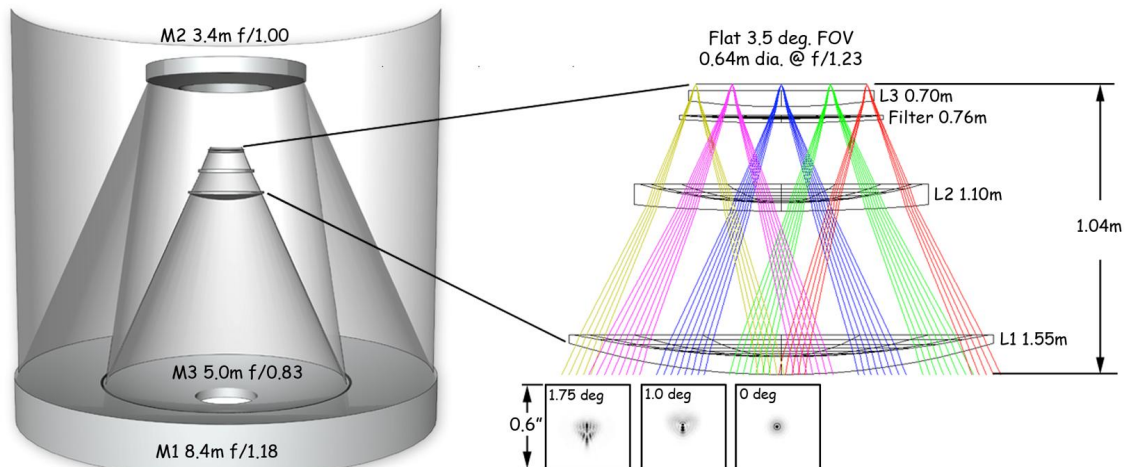 M2 3.4m f/1.00
M3 5.0m f/0.83
M1 8.4m f/1.18
Flat 3.5 deg. FOV
0.64m dia. @ f/1.23
L3 0.70m
Filter 0.76m
L2 1.10m
1.04m
L1 1.55m
0.6"
1.75 deg
1.0 deg
0 deg